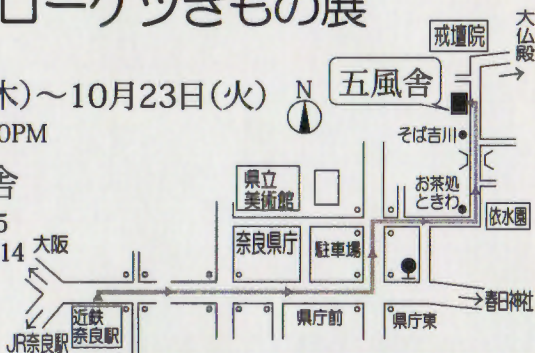 ローケツきもの展
木)～10月23日(火)
0PM
舎
5
14
N
大仏殿
戒壇院
五風舎
そば吉川
お茶処
ときわ
依水園
県立
美術館
奈良県庁
駐車場
大阪
近鉄
奈良駅
JR奈良駅
県庁前
県庁東
春日神社